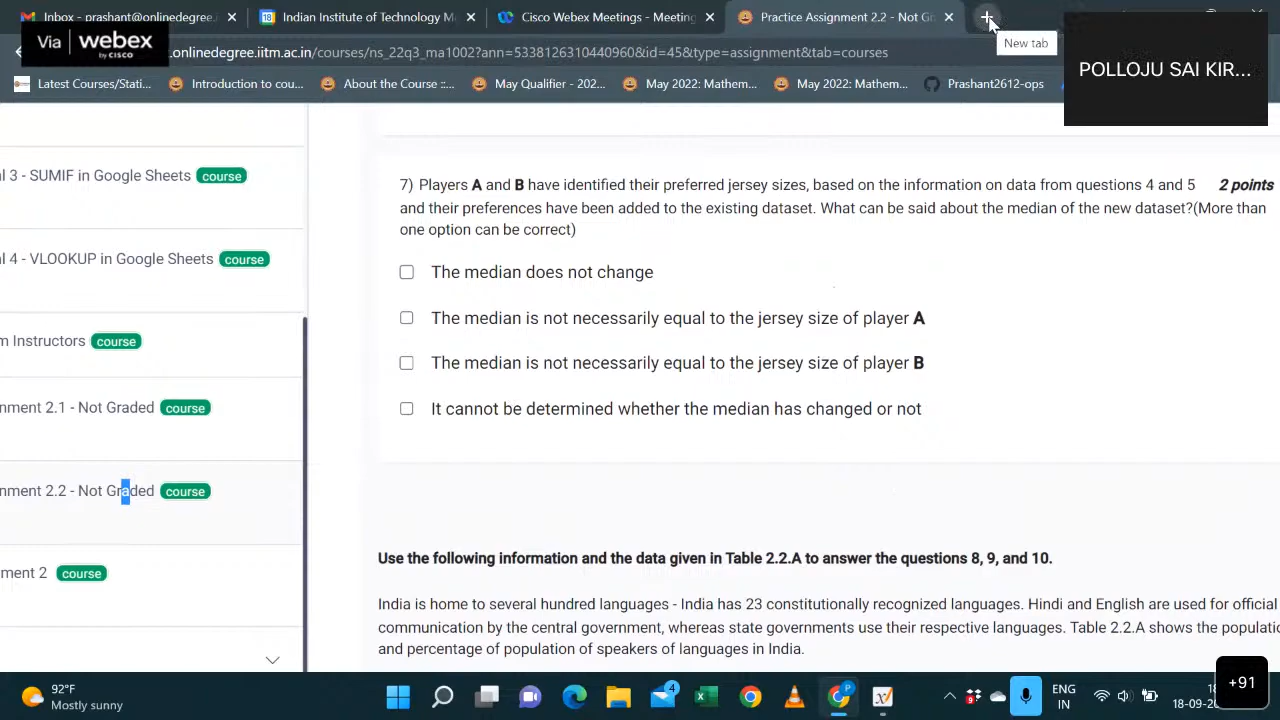 Inbox - prashant@onlinedegree.
Indian Institute of Technology M
Cisco Webex Meetings - Meeting
Practice Assignment 2.2 - Not G
New tab
Via webex
by CISCO
.onlinedegree.iitm.ac.in
/ns_22q3_ma1002?ann=5335126310440960&id=45&type=assignment&tab=courses
POLLOJU SAI KIR...
Latest Courses/Stati...
Introduction to cou...
About the Course ::...
May Qualifier - 202...
May 2022: Mathem...
May 2022: Mathem...
Prashant2612-ops
l 3 - SUMIF in Google Sheets course
l 4 - VLOOKUP in Google Sheets course
m Instructors course
nment 2.1 - Not Graded course
nment 2.2 - Not Graded course
ment 2 course
7) Players A and B have identified their preferred jersey sizes, based on the information on data from questions 4 and 5 2 points
and their preferences have been added to the existing dataset. What can be said about the median of the new dataset?(More than
one option can be correct)
The median does not change
The median is not necessarily equal to the jersey size of player A
The median is not necessarily equal to the jersey size of player B
It cannot be determined whether the median has changed or not
Use the following information and the data given in Table 2.2.A to answer the questions 8, 9, and 10.
India is home to several hundred languages - India has 23 constitutionally recognized languages. Hindi and English are used for official
communication by the central government, whereas state governments use their respective languages. Table 2.2.A shows the populatio
and percentage of population of speakers of languages in India.
92°F
Mostly sunny
4
P
ENG
IN
18-09-20
+91